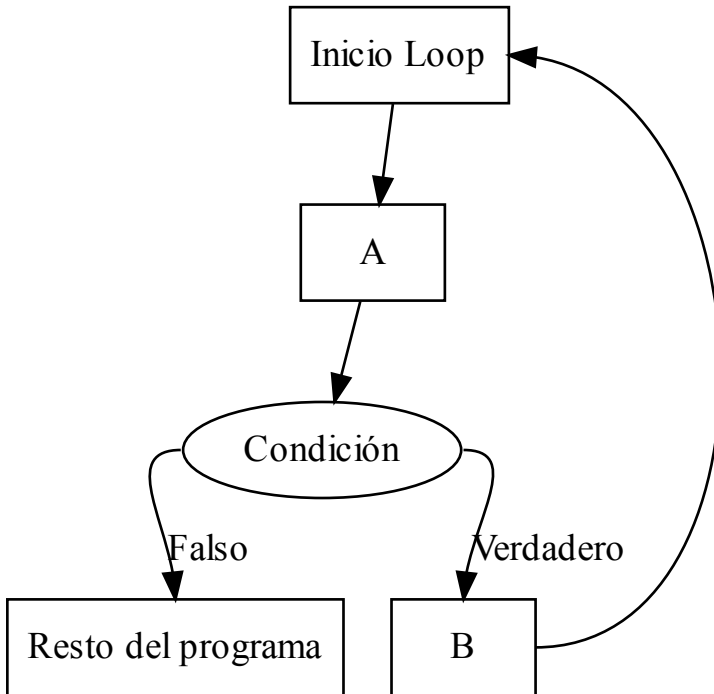 Inicio Loop
A
Condición
Falso
Verdadero
Resto del programa
B